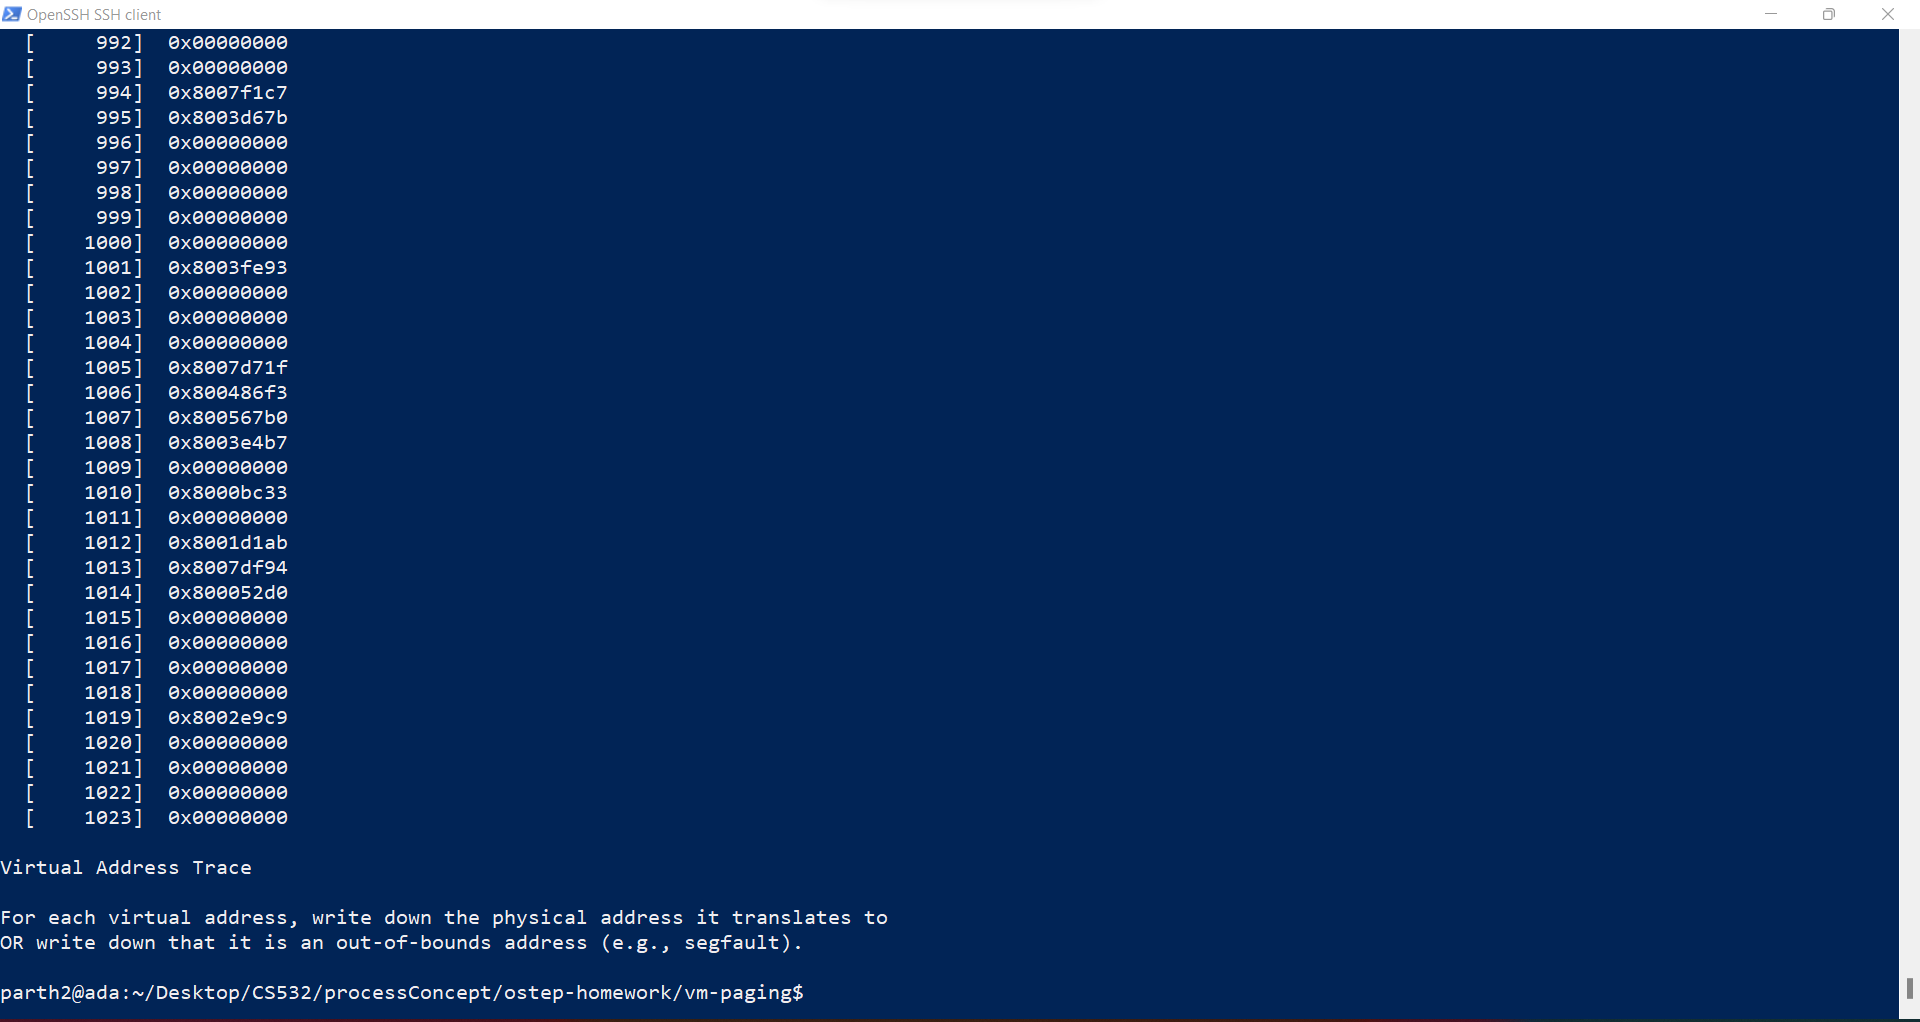 OpenSSH SSH client
[     992]  0x00000000
[     993]  0x00000000
[     994]  0x8007f1c7
[     995]  0x8003d67b
[     996]  0x00000000
[     997]  0x00000000
[     998]  0x00000000
[     999]  0x00000000
[    1000]  0x00000000
[    1001]  0x8003fe93
[    1002]  0x00000000
[    1003]  0x00000000
[    1004]  0x00000000
[    1005]  0x8007d71f
[    1006]  0x800486f3
[    1007]  0x800567b0
[    1008]  0x8003e4b7
[    1009]  0x00000000
[    1010]  0x8000bc33
[    1011]  0x00000000
[    1012]  0x8001d1ab
[    1013]  0x8007df94
[    1014]  0x800052d0
[    1015]  0x00000000
[    1016]  0x00000000
[    1017]  0x00000000
[    1018]  0x00000000
[    1019]  0x8002e9c9
[    1020]  0x00000000
[    1021]  0x00000000
[    1022]  0x00000000
[    1023]  0x00000000
Virtual Address Trace
For each virtual address, write down the physical address it translates to
OR write down that it is an out-of-bounds address (e.g., segfault).
parth2@ada:~/Desktop/CS532/processConcept/ostep-homework/vm-paging$